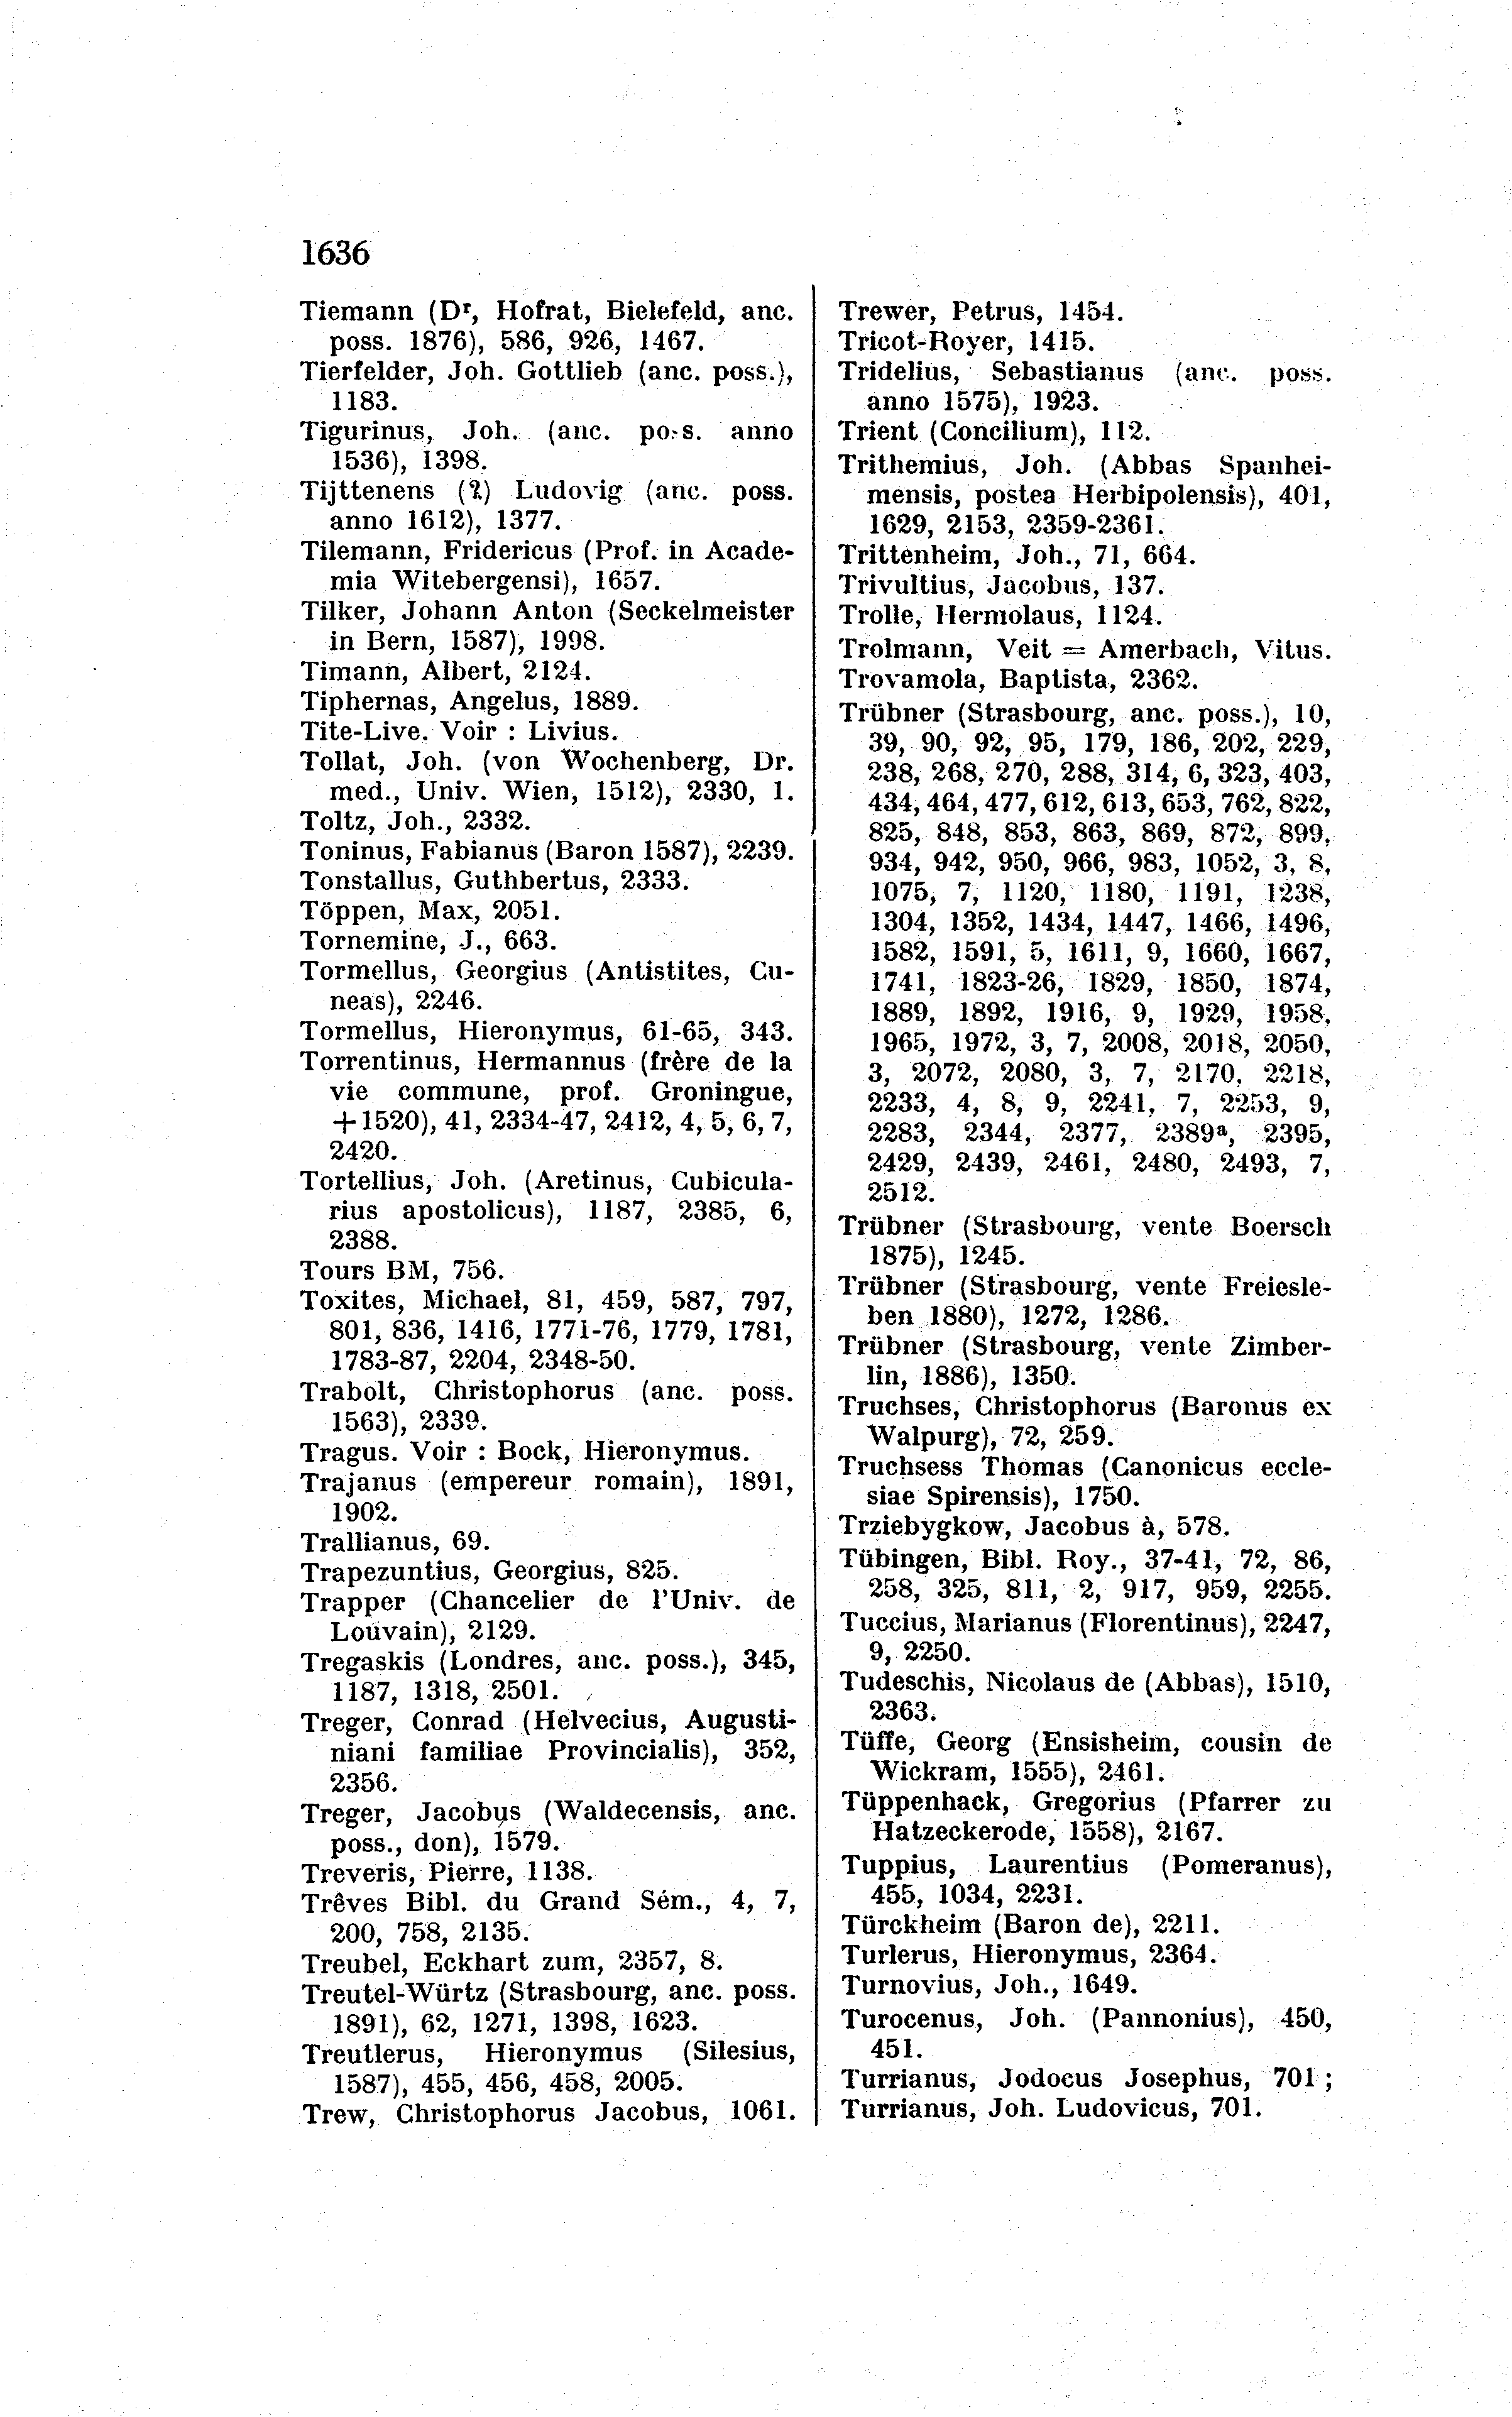 1636
Tiemann (Dʳ, Hofrat, Bielefeld, anc.
poss. 1876), 586, 926, 1467.
Tierfelder, Joh. Gottlieb (anc. poss.),
1183.
Tigurinus, Joh. (anc. poss. anno
1536), 1398.
Tijttenens (?) Ludovig (anc. poss.
anno 1612), 1377.
Tilemann, Fridericus (Prof. in Acade-
mia Witebergensi), 1657.
Tilker, Johann Anton (Seckelmeister
in Bern, 1587), 1998.
Timann, Albert, 2124.
Tiphernas, Angelus, 1889.
Tite-Live. Voir : Livius.
Tollat, Joh. (von Wochenberg, Dr.
med., Univ. Wien, 1512), 2330, 1.
Toltz, Joh., 2332.
Toninus, Fabianus (Baron 1587), 2239.
Tonstallus, Guthbertus, 2333.
Töppen, Max, 2051.
Tornemine, J., 663.
Tormellus, Georgius (Antistites, Cu-
neas), 2246.
Tormellus, Hieronymus, 61-65, 343.
Torrentinus, Hermannus (frère de la
vie commune, prof. Groningue,
+1520), 41, 2334-47, 2412, 4, 5, 6, 7,
2420.
Tortellius, Joh. (Aretinus, Cubicula-
rius apostolicus), 1187, 2385, 6,
2388.
Tours BM, 756.
Toxites, Michael, 81, 459, 587, 797,
801, 836, 1416, 1771-76, 1779, 1781,
1783-87, 2204, 2348-50.
Trabolt, Christophorus (anc. poss.
1563), 2339.
Tragus. Voir : Bock, Hieronymus.
Trajanus (empereur romain), 1891,
1902.
Trallianus, 69.
Trapezuntius, Georgius, 825.
Trapper (Chancelier de l'Univ. de
Louvain), 2129.
Tregaskis (Londres, anc. poss.), 345,
1187, 1318, 2501.
Treger, Conrad (Helvecius, Augusti-
niani familiae Provincialis), 352,
2356.
Treger, Jacobus (Waldecensis, anc.
poss., don), 1579.
Treveris, Pierre, 1138.
Trêves Bibl. du Grand Sém., 4, 7,
200, 758, 2135.
Treubel, Eckhart zum, 2357, 8.
Treutel-Würtz (Strasbourg, anc. poss.
1891), 62, 1271, 1398, 1623.
Treutlerus, Hieronymus (Silesius,
1587), 455, 456, 458, 2005.
Trew, Christophorus Jacobus, 1061.
Trewer, Petrus, 1454.
Tricot-Royer, 1415.
Tridelius, Sebastianus (anc. poss.
anno 1575), 1923.
Trient (Concilium), 112.
Trithemius, Joh. (Abbas Spanhei-
mensis, postea Herbipolensis), 401,
1629, 2153, 2359-2361.
Trittenheim, Joh., 71, 664.
Trivultius, Jacobus, 137.
Trolle, Hermolaus, 1124.
Trolmann, Veit = Amerbach, Vitus.
Trovamola, Baptista, 2362.
Trübner (Strasbourg, anc. poss.), 10,
39, 90, 92, 95, 179, 186, 202, 229,
238, 268, 270, 288, 314, 6, 323, 403,
434, 464, 477, 612, 613, 653, 762, 822,
825, 848, 853, 863, 869, 872, 899,
934, 942, 950, 966, 983, 1052, 3, 8,
1075, 7, 1120, 1180, 1191, 1238,
1304, 1352, 1434, 1447, 1466, 1496,
1582, 1591, 5, 1611, 9, 1660, 1667,
1741, 1823-26, 1829, 1850, 1874,
1889, 1892, 1916, 9, 1929, 1958,
1965, 1972, 3, 7, 2008, 2018, 2050,
3, 2072, 2080, 3, 7, 2170, 2218,
2233, 4, 8, 9, 2241, 7, 2253, 9,
2283, 2344, 2377, 2389ᵃ, 2395,
2429, 2439, 2461, 2480, 2493, 7,
2512.
Trübner (Strasbourg, vente Boersch
1875), 1245.
Trübner (Strasbourg, vente Freiesle-
ben 1880), 1272, 1286.
Trübner (Strasbourg, vente Zimber-
lin, 1886), 1350.
Truchses, Christophorus (Baronus ex
Walpurg), 72, 259.
Truchsess Thomas (Canonicus eccle-
siae Spirensis), 1750.
Trziebygkow, Jacobus à, 578.
Tübingen, Bibl. Roy., 37-41, 72, 86,
258, 325, 811, 2, 917, 959, 2255.
Tuccius, Marianus (Florentinus), 2247,
9, 2250.
Tudeschis, Nicolaus de (Abbas), 1510,
2363.
Tüffe, Georg (Ensisheim, cousin de
Wickram, 1555), 2461.
Tüppenhack, Gregorius (Pfarrer zu
Hatzeckerode, 1558), 2167.
Tuppius, Laurentius (Pomeranus),
455, 1034, 2231.
Türckheim (Baron de), 2211.
Turlerus, Hieronymus, 2364.
Turnovius, Joh., 1649.
Turocenus, Joh. (Pannonius), 450,
451.
Turrianus, Jodocus Josephus, 701 ;
Turrianus, Joh. Ludovicus, 701.